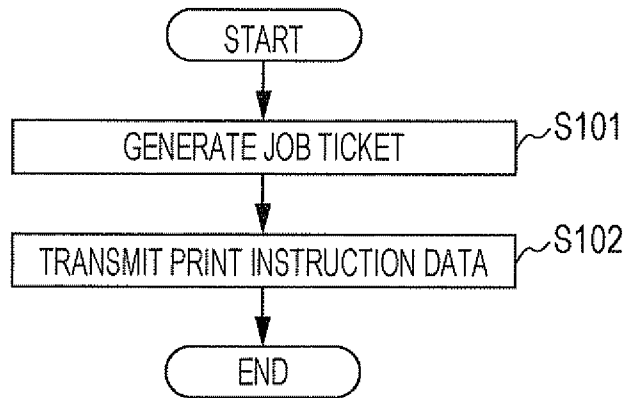 START
GENERATE JOB TICKET
S101
TRANSMIT PRINT INSTRUCTION DATA
S102
END